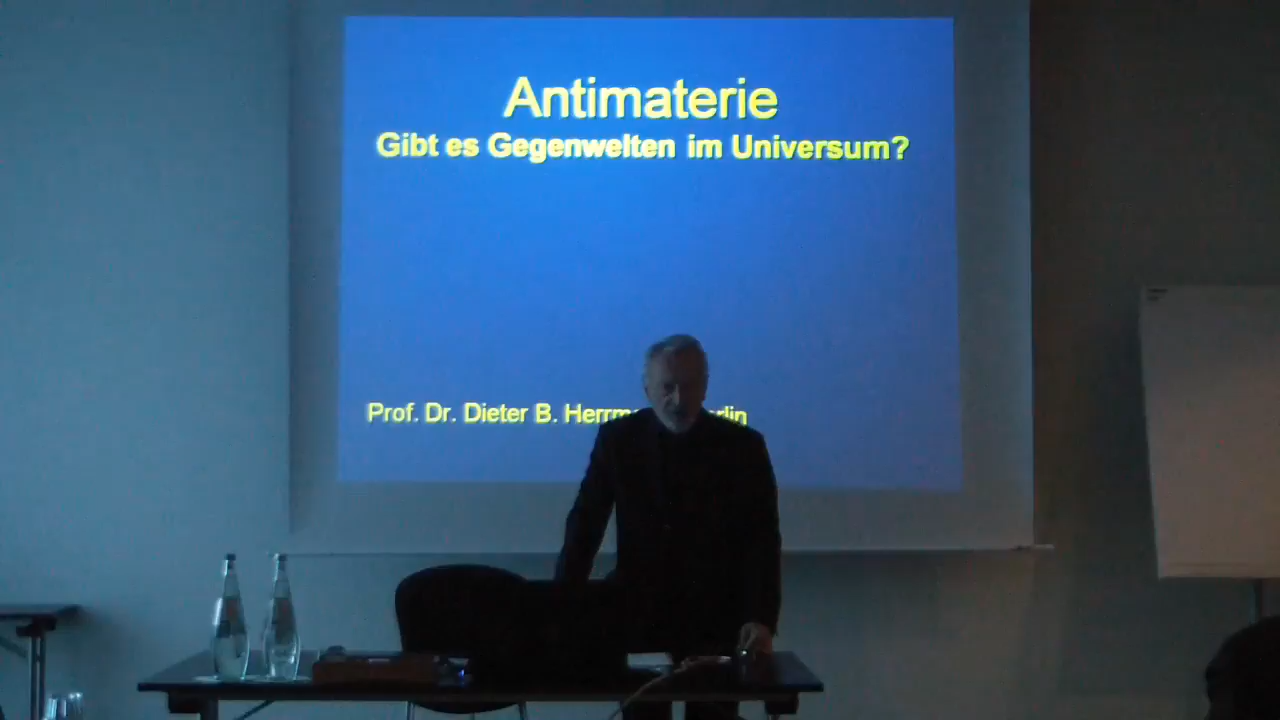 Antimaterie
Gibt es Gegenwelten im Universum?
Prof. Dr. Dieter B.